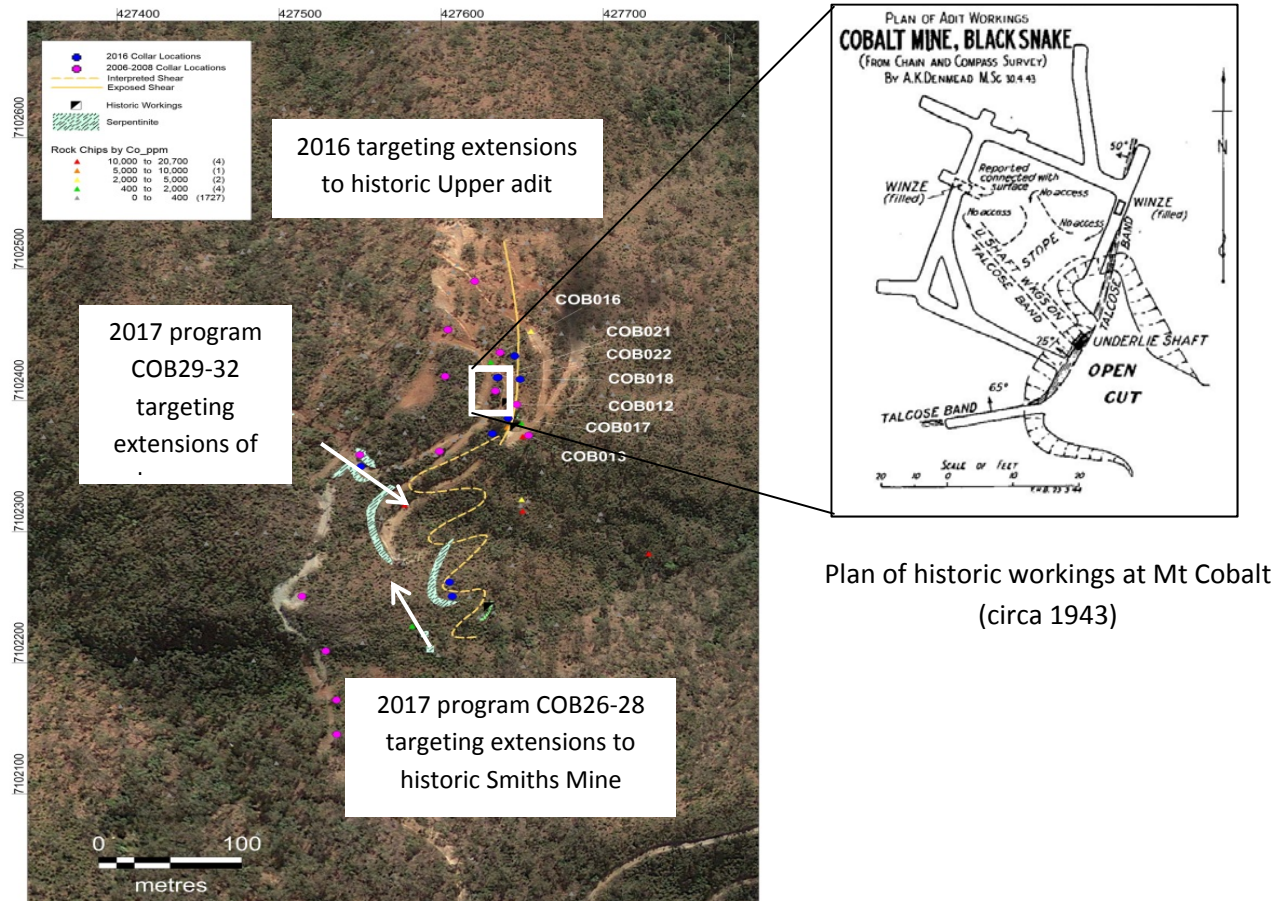 427400
427500
427600
427700
7102600
7102500
7102400
7102300
7102200
7102100
2016 Collar Locations
2006-2008 Collar Locations
Interpreted Shear
Exposed Shear
Historic Workings
Serpentinite
Rock Chips by Co_ppm
10,000 to 20,700 (4)
5,000 to 10,000 (1)
2,000 to 5,000 (2)
400 to 2,000 (4)
0 to 400 (1727)
2016 targeting extensions
to historic Upper adit
2017 program
COB29-32
targeting
extensions of
COB016
COB021
COB022
COB018
COB012
COB017
COB013
2017 program COB26-28
targeting extensions to
historic Smiths Mine
0 100
metres
PLAN OF ADIT WORKINGS
COBALT MINE, BLACK SNAKE
(FROM CHAIN AND COMPASS SURVEY)
BY A.K.DENMEAD M.Sc 30.4.43
50°
N
Reported
connected with
surface
No access
WINZE
(filled)
No access
No access
WINZE
(filled)
U/SHAFT WAGSON
STOPE
TALCOSE BAND
TALCOSE BAND
25°
UNDERLIE SHAFT
OPEN
CUT
65°
TALCOSE BAND
SCALE OF FEET
20 10 0 10 20
Plan of historic workings at Mt Cobalt
(circa 1943)